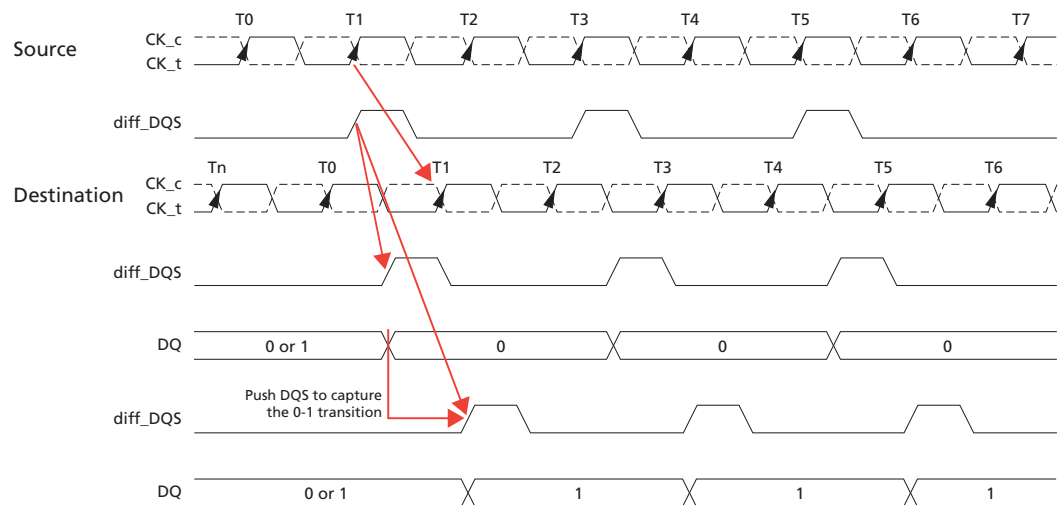 T0 T1 T2 T3 T4 T5 T6 T7
Source
CK_c
CK_t
diff_DQS
Tn T0 T1 T2 T3 T4 T5 T6
Destination
CK_c
CK_t
diff_DQS
DQ 0 or 1 0 0 0
Push DQS to capture
the 0-1 transition
diff_DQS
DQ 0 or 1 1 1 1